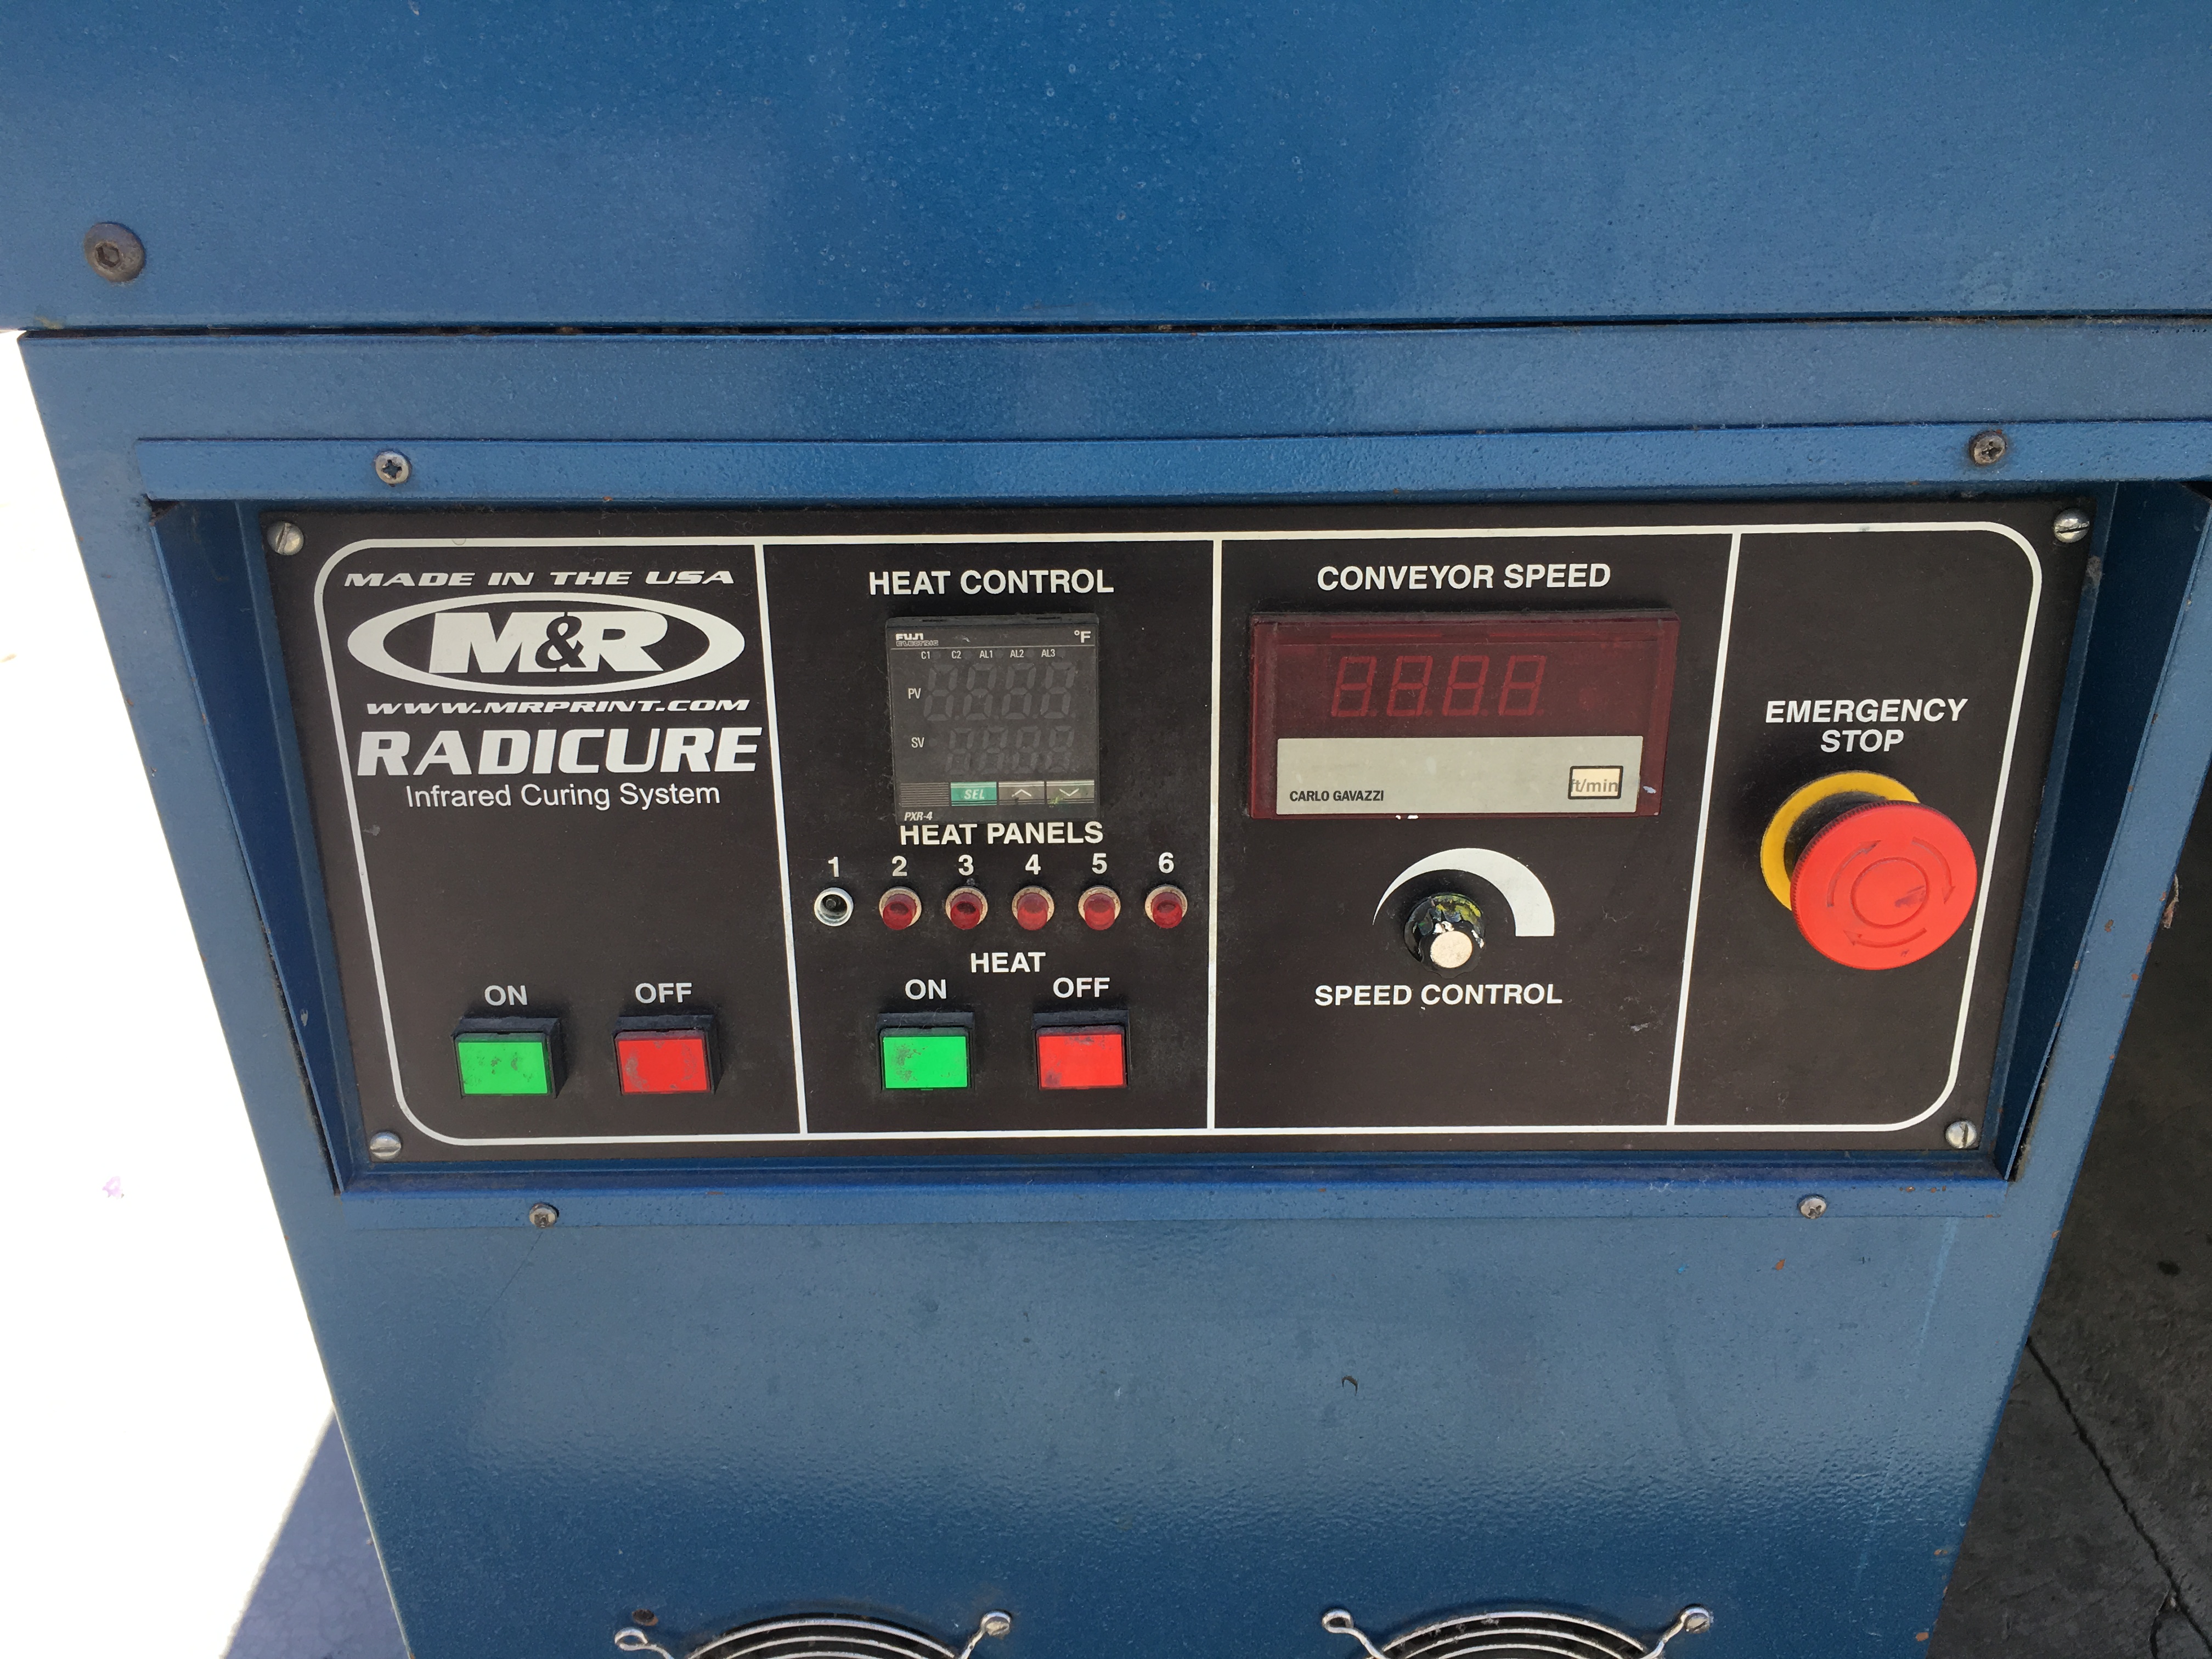 MADE IN THE USA
M&R
WWW.MRPRINT.COM
RADICURE
Infrared Curing System
ON OFF
HEAT CONTROL
FUJI
ELECTRIC
°F
C1 C2 AL1 AL2 AL3
PV
SV
SEL
PXR-4
HEAT PANELS
1 2 3 4 5 6
HEAT
ON OFF
CONVEYOR SPEED
CARLO GAVAZZI
ft/min
SPEED CONTROL
EMERGENCY
STOP